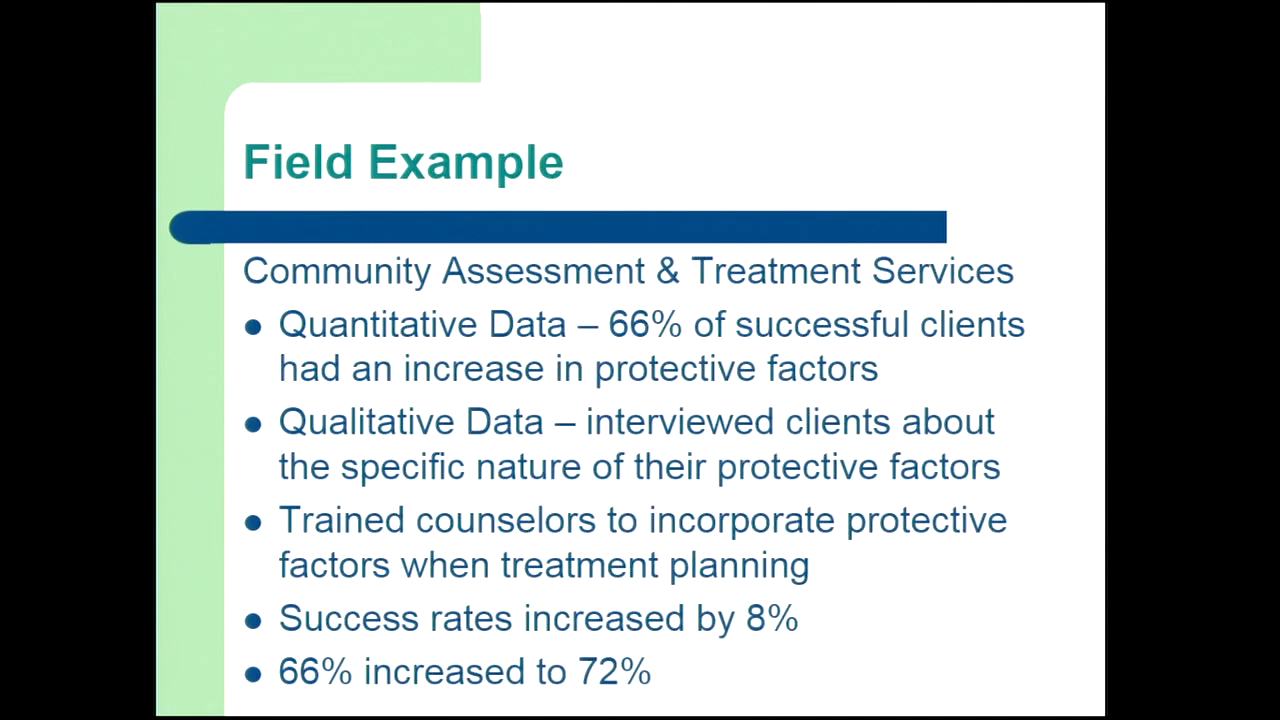 Field Example
Community Assessment & Treatment Services
Quantitative Data – 66% of successful clients
had an increase in protective factors
Qualitative Data – interviewed clients about
the specific nature of their protective factors
Trained counselors to incorporate protective
factors when treatment planning
Success rates increased by 8%
66% increased to 72%